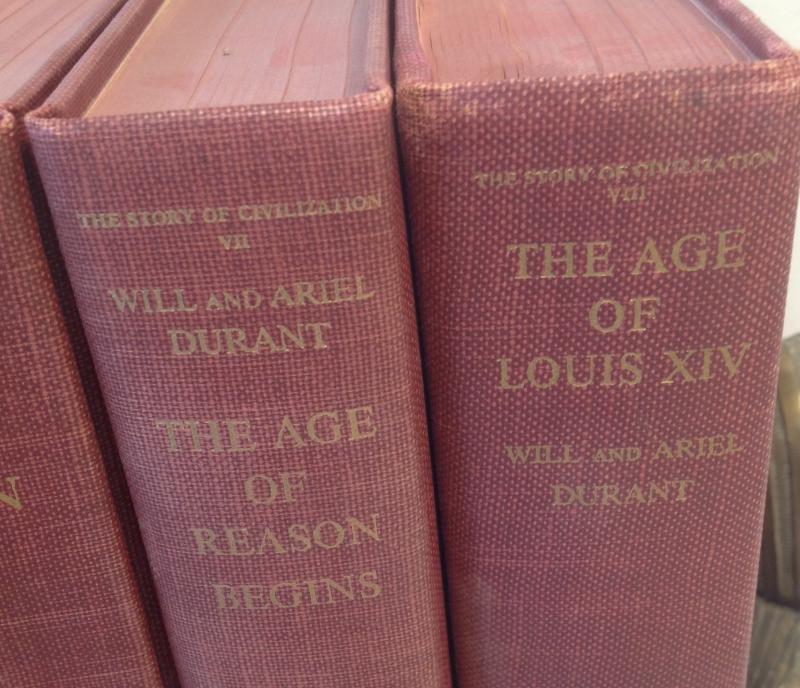 N
THE STORY OF CIVILIZATION
VII
WILL AND ARIEL
DURANT
THE AGE
OF
REASON
BEGINS
THE STORY OF CIVILIZATION
VIII
THE AGE
OF
LOUIS XIV
WILL AND ARIEL
DURANT